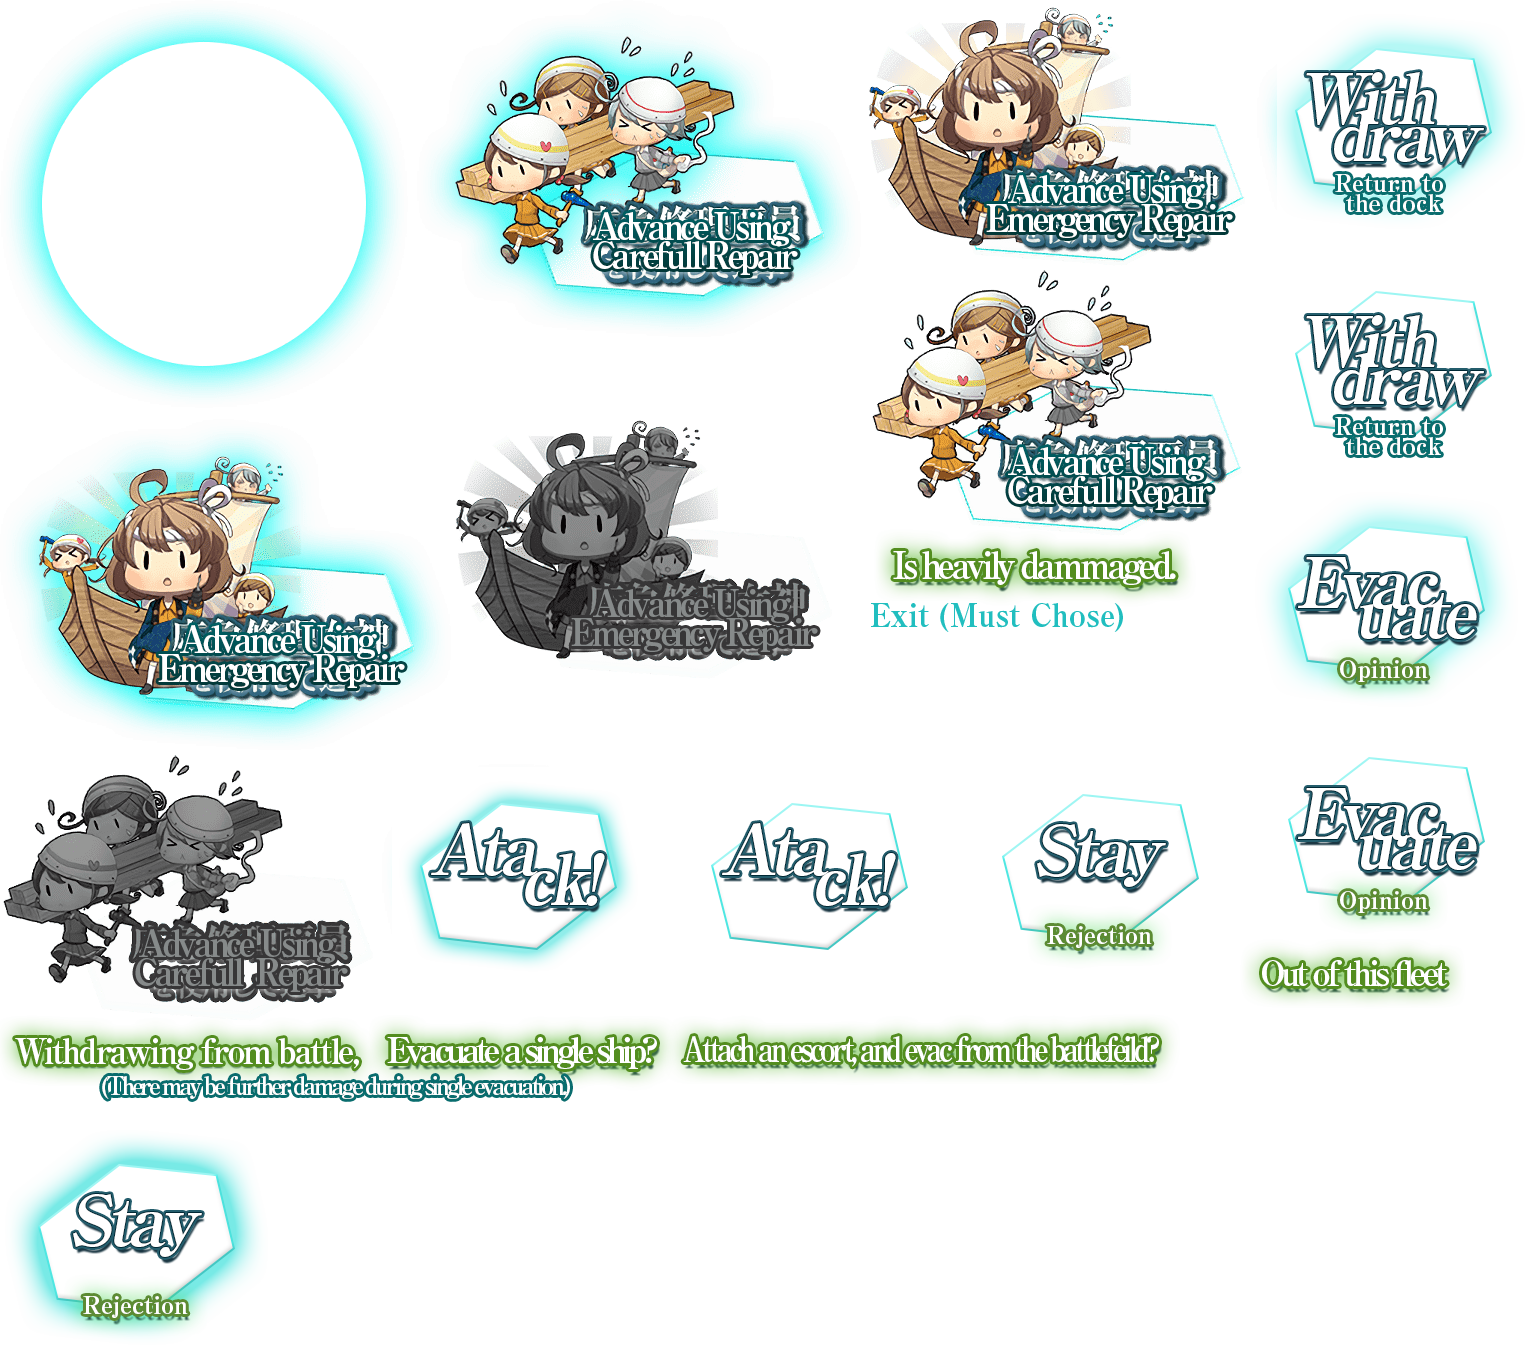 Advance Using
Carefull Repair
Advance Using!
Emergency Repair
With
draw
Return to
the dock
Advance Using
Carefull Repair
With
draw
Return to
the dock
Advance Using!
Emergency Repair
Advance Using!
Emergency Repair
Is heavily dammaged.
Exit (Must Chose)
Evac
uate
Opinion
Advance Using
Carefull Repair
Ata
ck!
Ata
ck!
Stay
Rejection
Evac
uate
Opinion
Out of this fleet
Withdrawing from battle,
Evacuate a single ship?
Attach an escort, and evac from the battlefeild?
(There may be further damage during single evacuation.)
Stay
Rejection